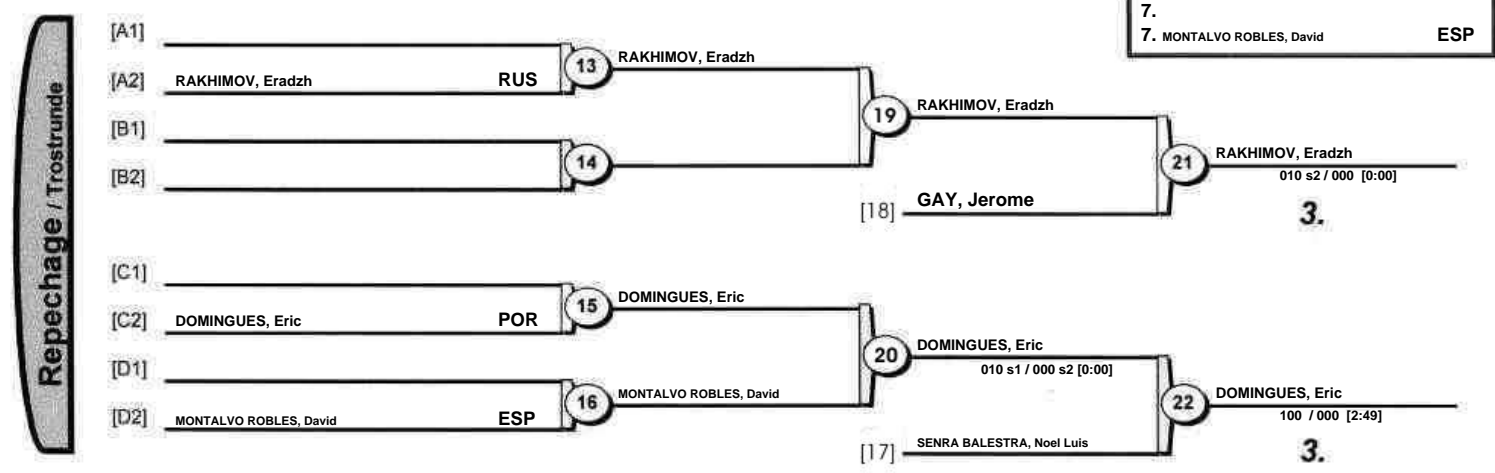 7.
7. MONTALVO ROBLES, David ESP
Repechage / Trostrunde
[A1]
[A2] RAKHIMOV, Eradzh RUS
13 RAKHIMOV, Eradzh
[B1]
[B2]
14
19 RAKHIMOV, Eradzh
[18] GAY, Jerome
21 RAKHIMOV, Eradzh
010 s2 / 000 [0:00]
3.
[C1]
[C2] DOMINGUES, Eric POR
15 DOMINGUES, Eric
[D1]
[D2] MONTALVO ROBLES, David ESP
16 MONTALVO ROBLES, David
20 DOMINGUES, Eric
010 s1 / 000 s2 [0:00]
[17] SENRA BALESTRA, Noel Luis
22 DOMINGUES, Eric
100 / 000 [2:49]
3.